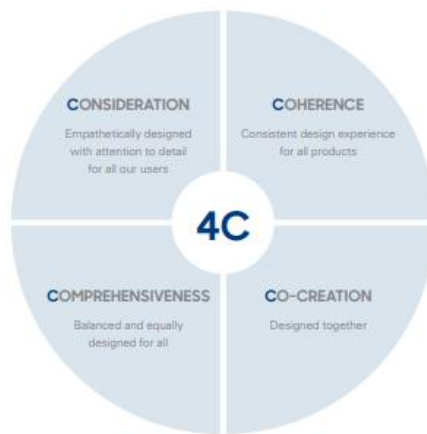 CONSIDERATION
Empathetically designed
with attention to detail
for all our users
COHERENCE
Consistent design experience
for all products
4C
COMPREHENSIVENESS
Balanced and equally
designed for all
CO-CREATION
Designed together